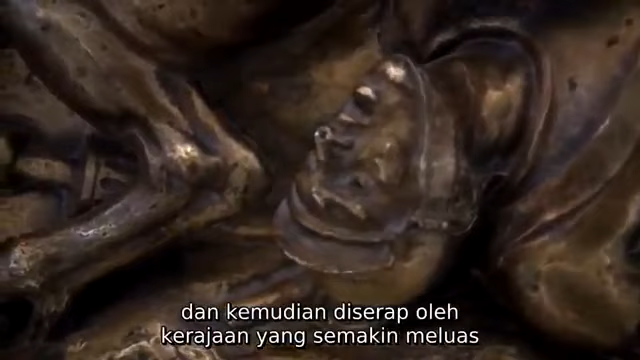 dan kemudian diserap oleh
kerajaan yang semakin meluas